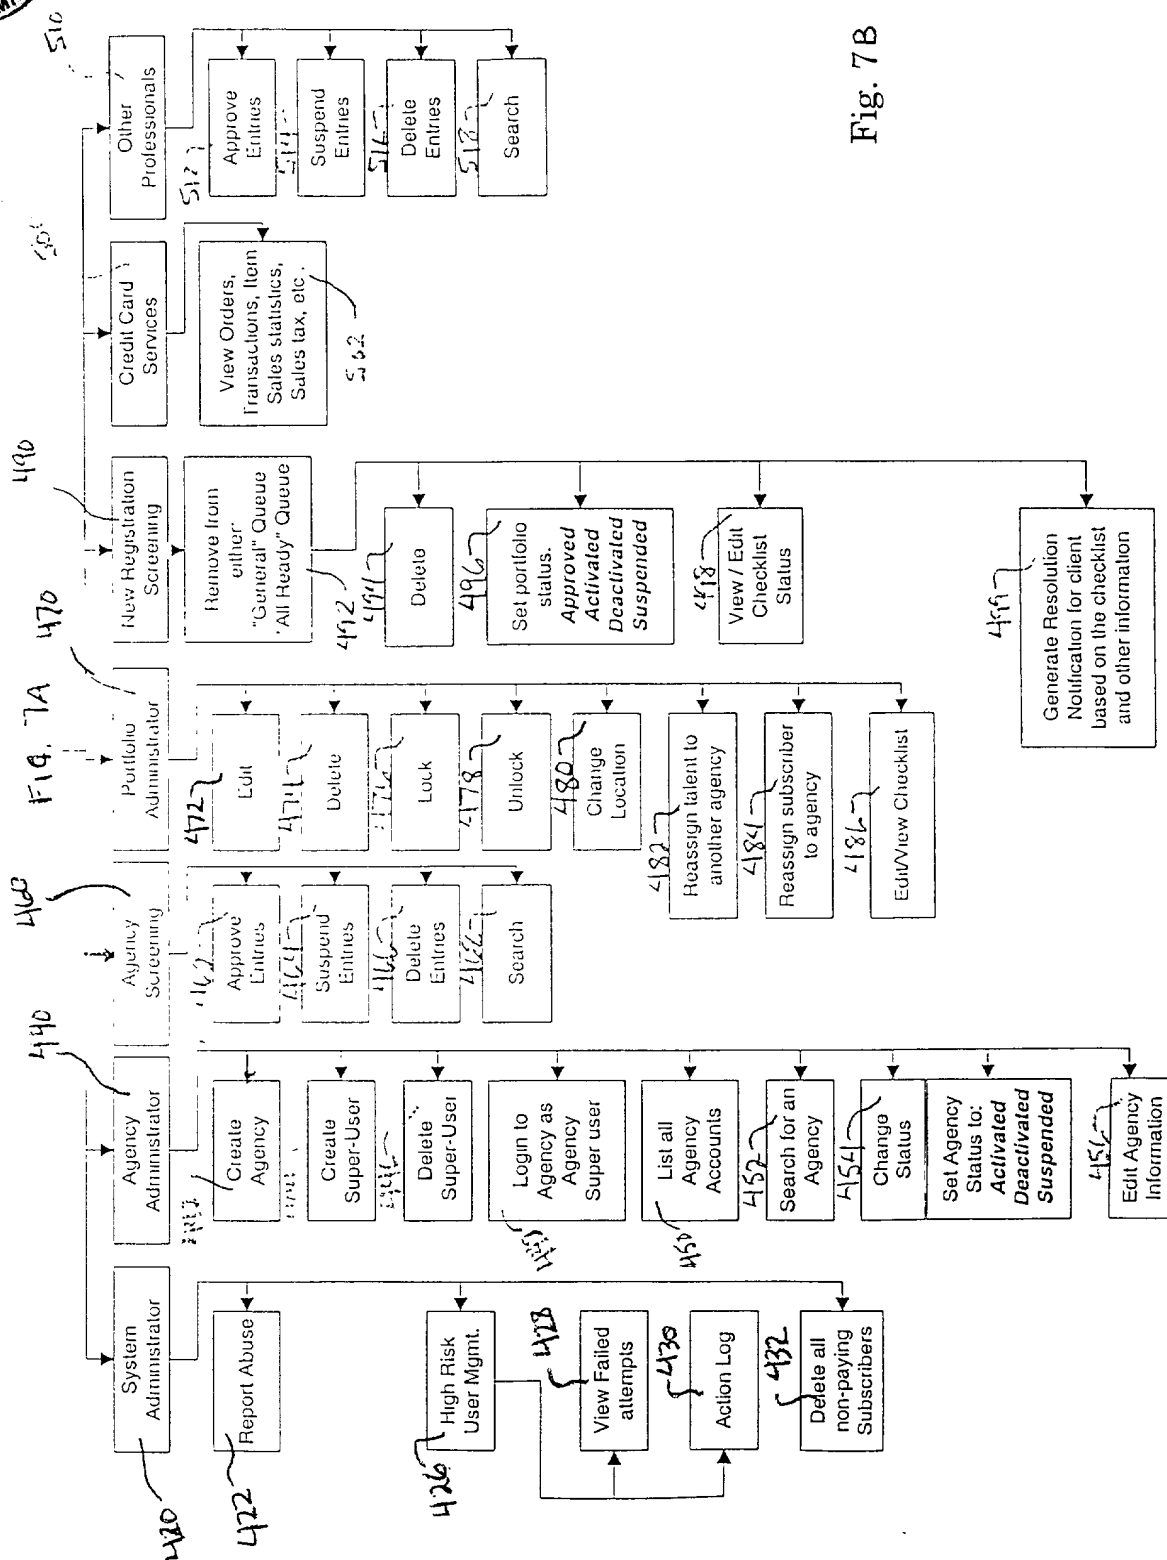 FIG. 7A
420
System
Administrator
422
Report Abuse
426
High Risk
User Mgmt.
428
View Failed
attempts
430
Action Log
432
Delete all
non-paying
Subscribers
440
Agency
Administrator
Create
Agency
Create
Super-User
Delete
Super-User
Login to
Agency as
Agency
Super user
450
List all
Agency
Accounts
452
Search for an
Agency
454
Change
Status
Set Agency
Status to:
Activated
Deactivated
Suspended
456
Edit Agency
Information
460
Agency
Screening
462
Approve
Entries
464
Suspend
Entries
466
Delete
Entries
Search
470
Portfolio
Administrator
472
Edit
474
Delete
476
Lock
478
Unlock
480
Change
Location
482
Reassign talent to
another agency
484
Reassign subscriber
to agency
486
Edit/View Checklist
490
New Registration
Screening
Remove from
either
"General" Queue
"All Ready" Queue
492
494
Delete
496
Set portfolio
status.
Approved
Activated
Deactivated
Suspended
498
View / Edit
Checklist
Status
499
Generate Resolution
Notification for client
based on the checklist
and other information
Credit Card
Services
View Orders,
Transactions, Item
Sales statistics,
Sales tax, etc.
502
510
Other
Professionals
512
Approve
Entries
514
Suspend
Entries
516
Delete
Entries
518
Search
Fig. 7B